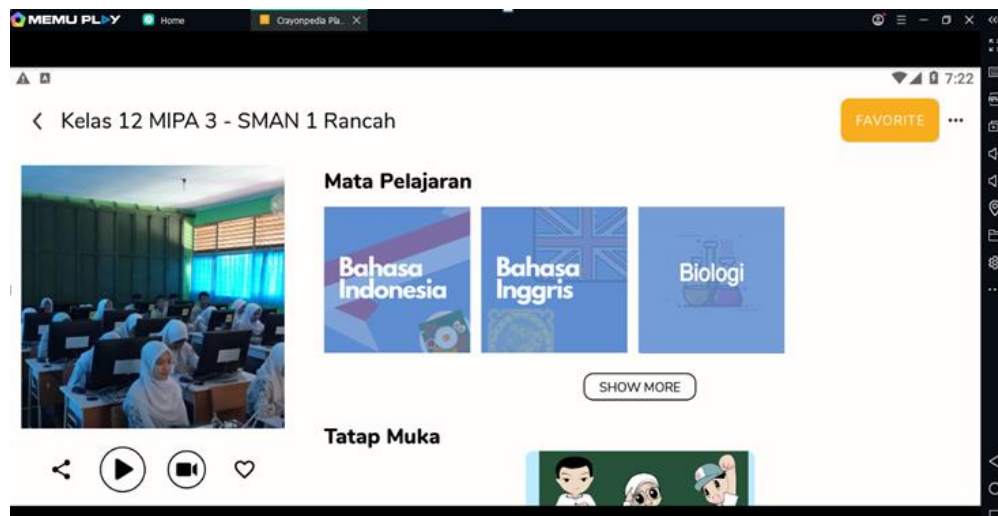 MEMU PLAY
Home
Crayonpedia Pla...
7:22
Kelas 12 MIPA 3 - SMAN 1 Rancah
FAVORITE
Mata Pelajaran
Bahasa
Indonesia
Bahasa
Inggris
Biologi
SHOW MORE
Tatap Muka